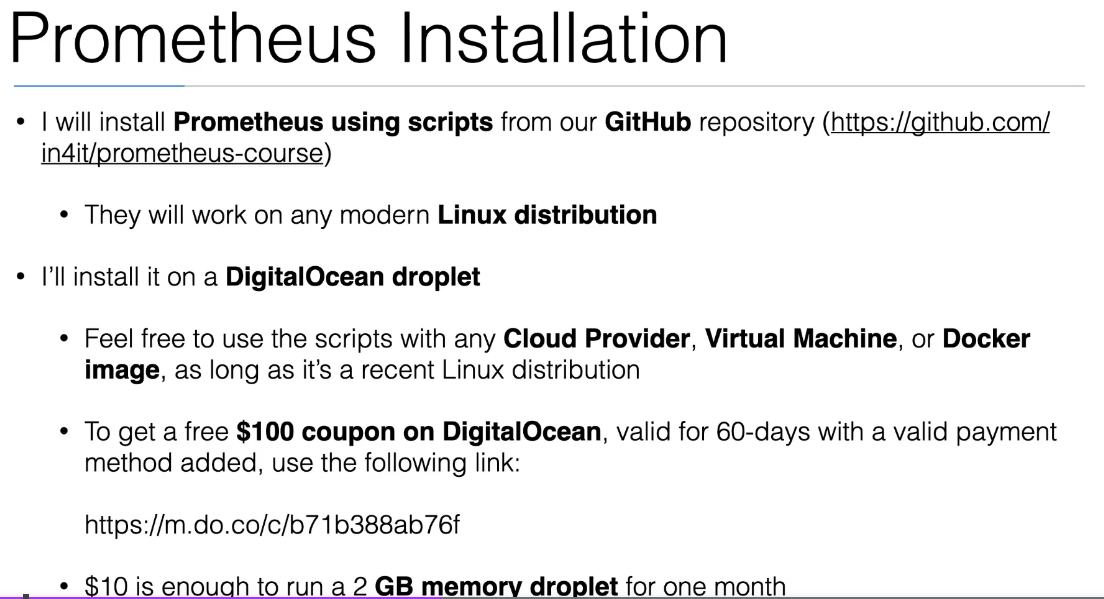 Prometheus Installation
• I will install Prometheus using scripts from our GitHub repository (https://github.com/
in4it/prometheus-course)
• They will work on any modern Linux distribution
• I’ll install it on a DigitalOcean droplet
• Feel free to use the scripts with any Cloud Provider, Virtual Machine, or Docker
image, as long as it’s a recent Linux distribution
• To get a free $100 coupon on DigitalOcean, valid for 60-days with a valid payment
method added, use the following link:
https://m.do.co/c/b71b388ab76f
• $10 is enough to run a 2 GB memory droplet for one month